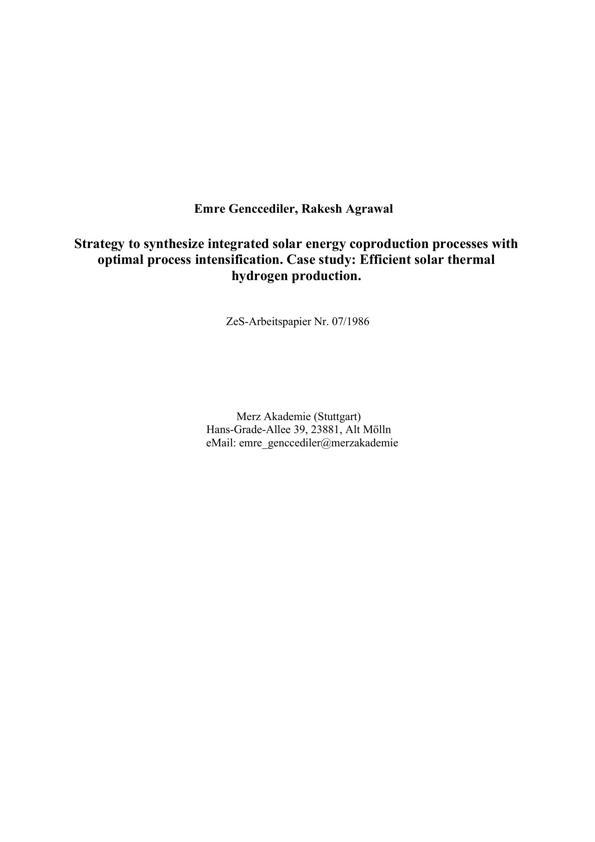 Emre Genccediler, Rakesh Agrawal
Strategy to synthesize integrated solar energy coproduction processes with
optimal process intensification. Case study: Efficient solar thermal
hydrogen production.
ZeS-Arbeitspapier Nr. 07/1986
Merz Akademie (Stuttgart)
Hans-Grade-Allee 39, 23881, Alt Mölln
eMail: emre_genccediler@merzakademie